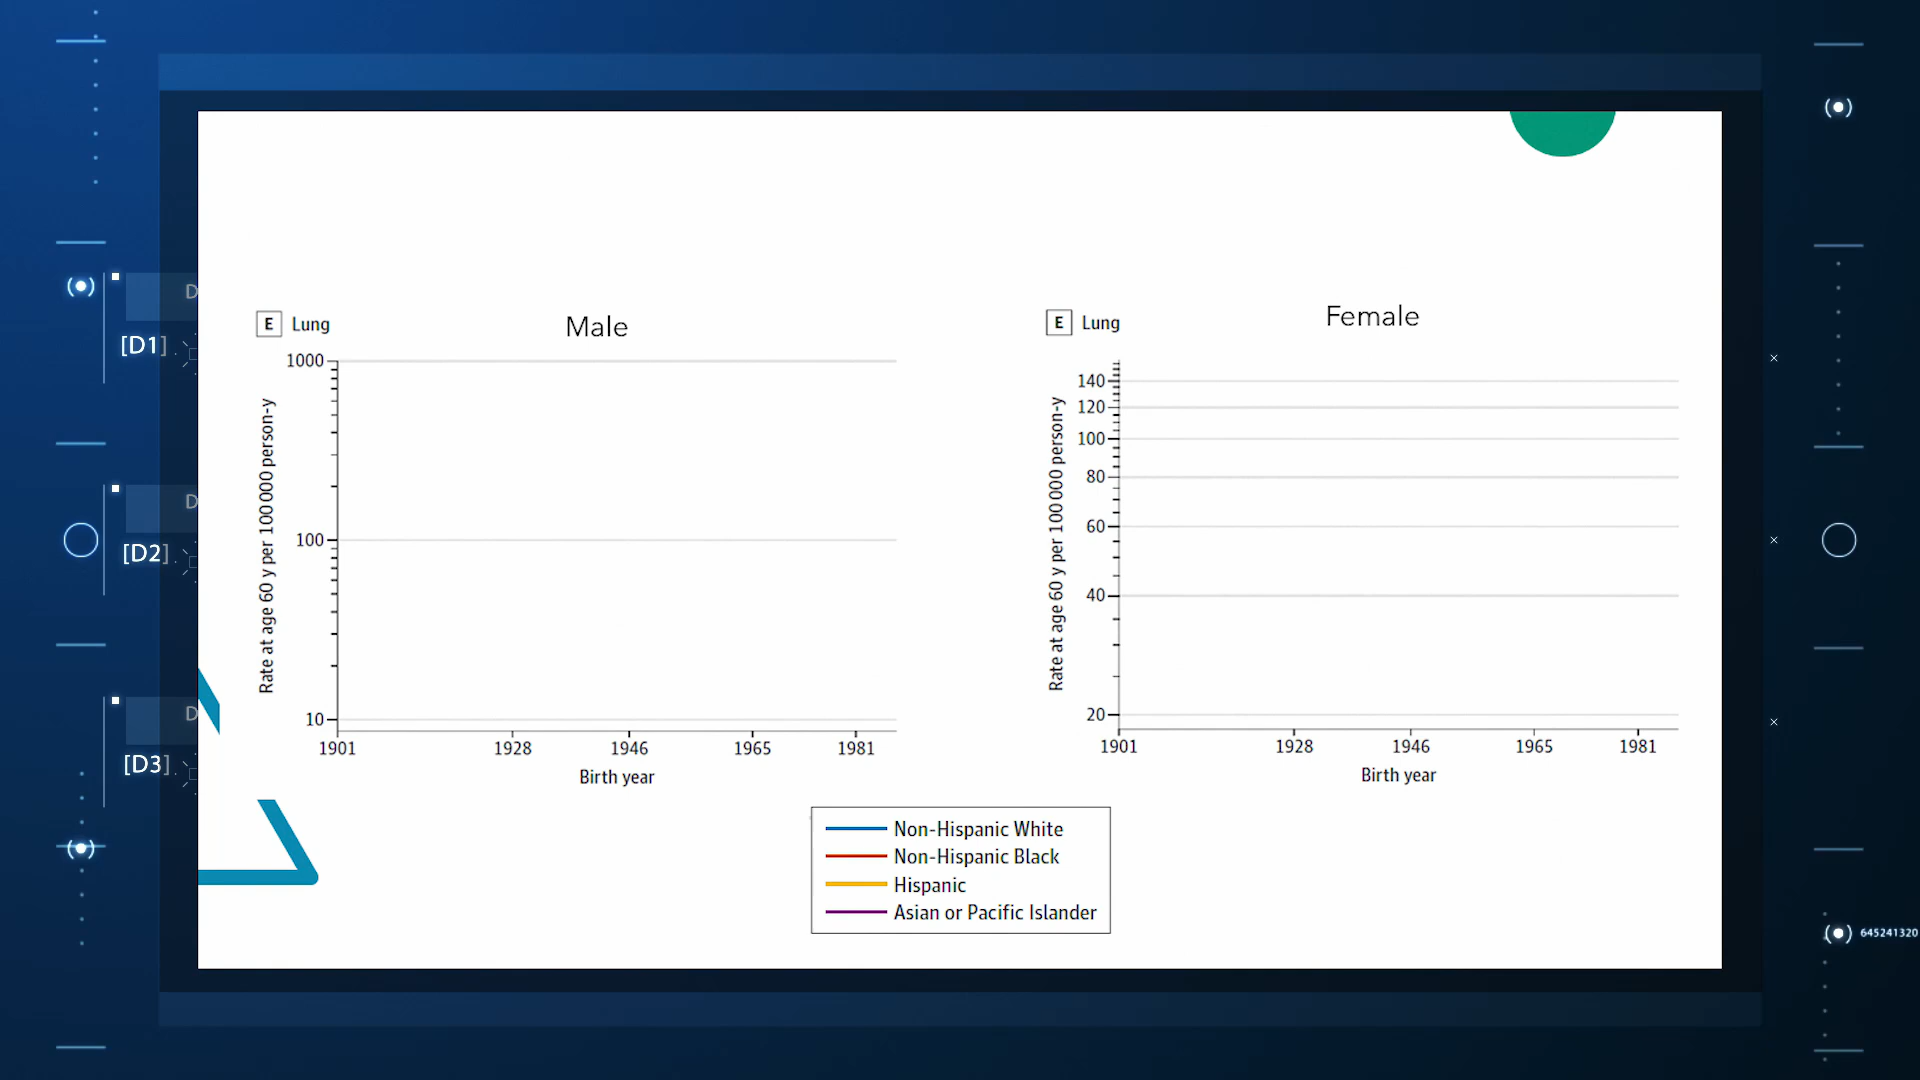 E Lung
Male
1000
100
10
Rate at age 60 y per 100 000 person-y
1901 1928 1946 1965 1981
Birth year
E Lung
Female
140
120
100
80
60
40
20
Rate at age 60 y per 100 000 person-y
1901 1928 1946 1965 1981
Birth year
Non-Hispanic White
Non-Hispanic Black
Hispanic
Asian or Pacific Islander
D
[D1]
D
[D2]
D
[D3]
645241320